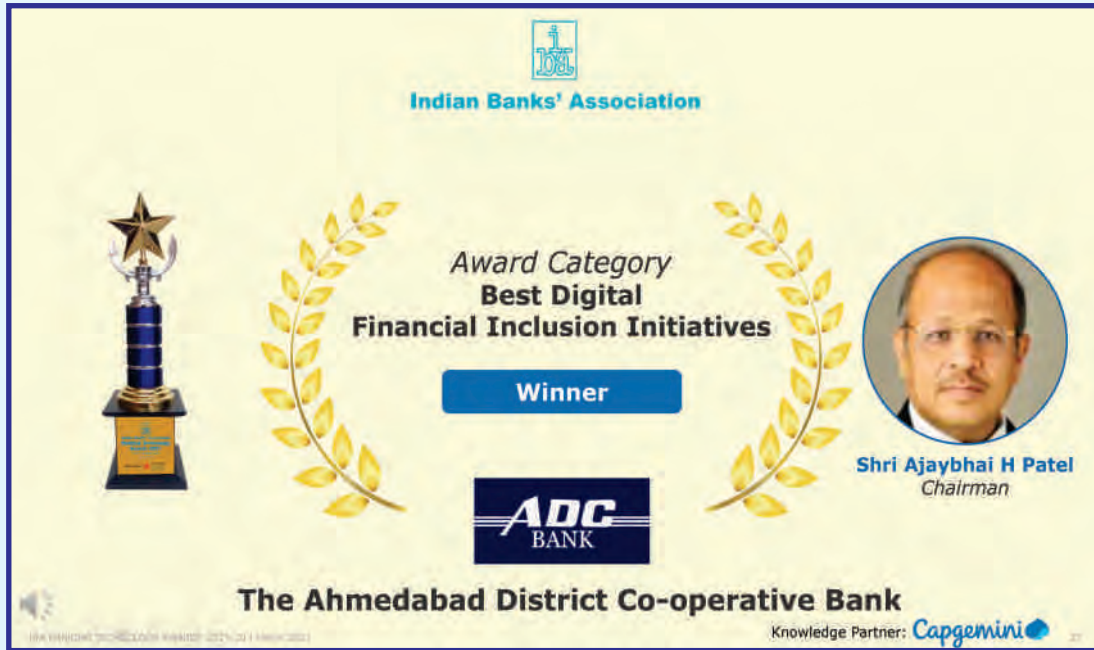 iba
Indian Banks' Association
Award Category
Best Digital
Financial Inclusion Initiatives
Winner
Shri Ajaybhai H Patel
Chairman
ADC
BANK
The Ahmedabad District Co-operative Bank
Knowledge Partner: Capgemini